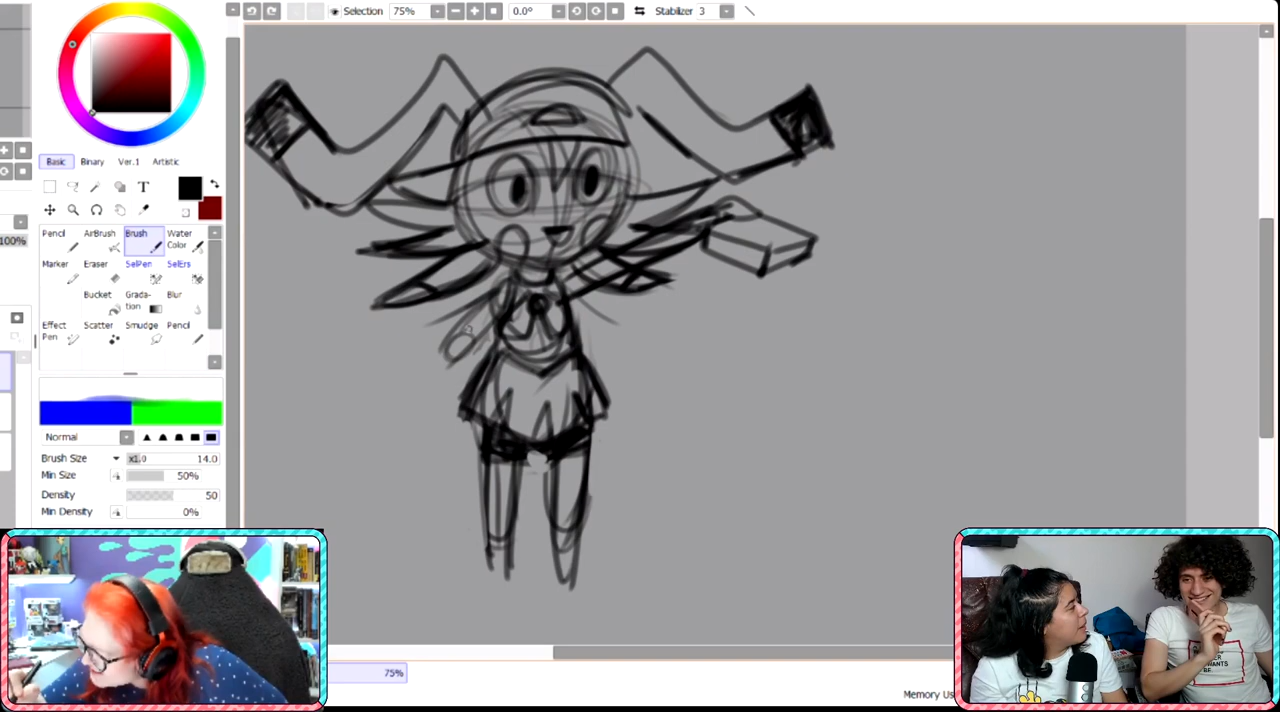 Selection 75% 0.0° Stabilizer 3
Basic Binary Ver.1 Artistic
T
100%
Pencil AirBrush Brush Water Color
Marker Eraser SelPen SelErs
Bucket Grada-tion Blur
Effect Pen Scatter Smudge Pencil
Normal
Brush Size x1.0 14.0
Min Size 50%
Density 50
Min Density 0%
75%
Memory Us